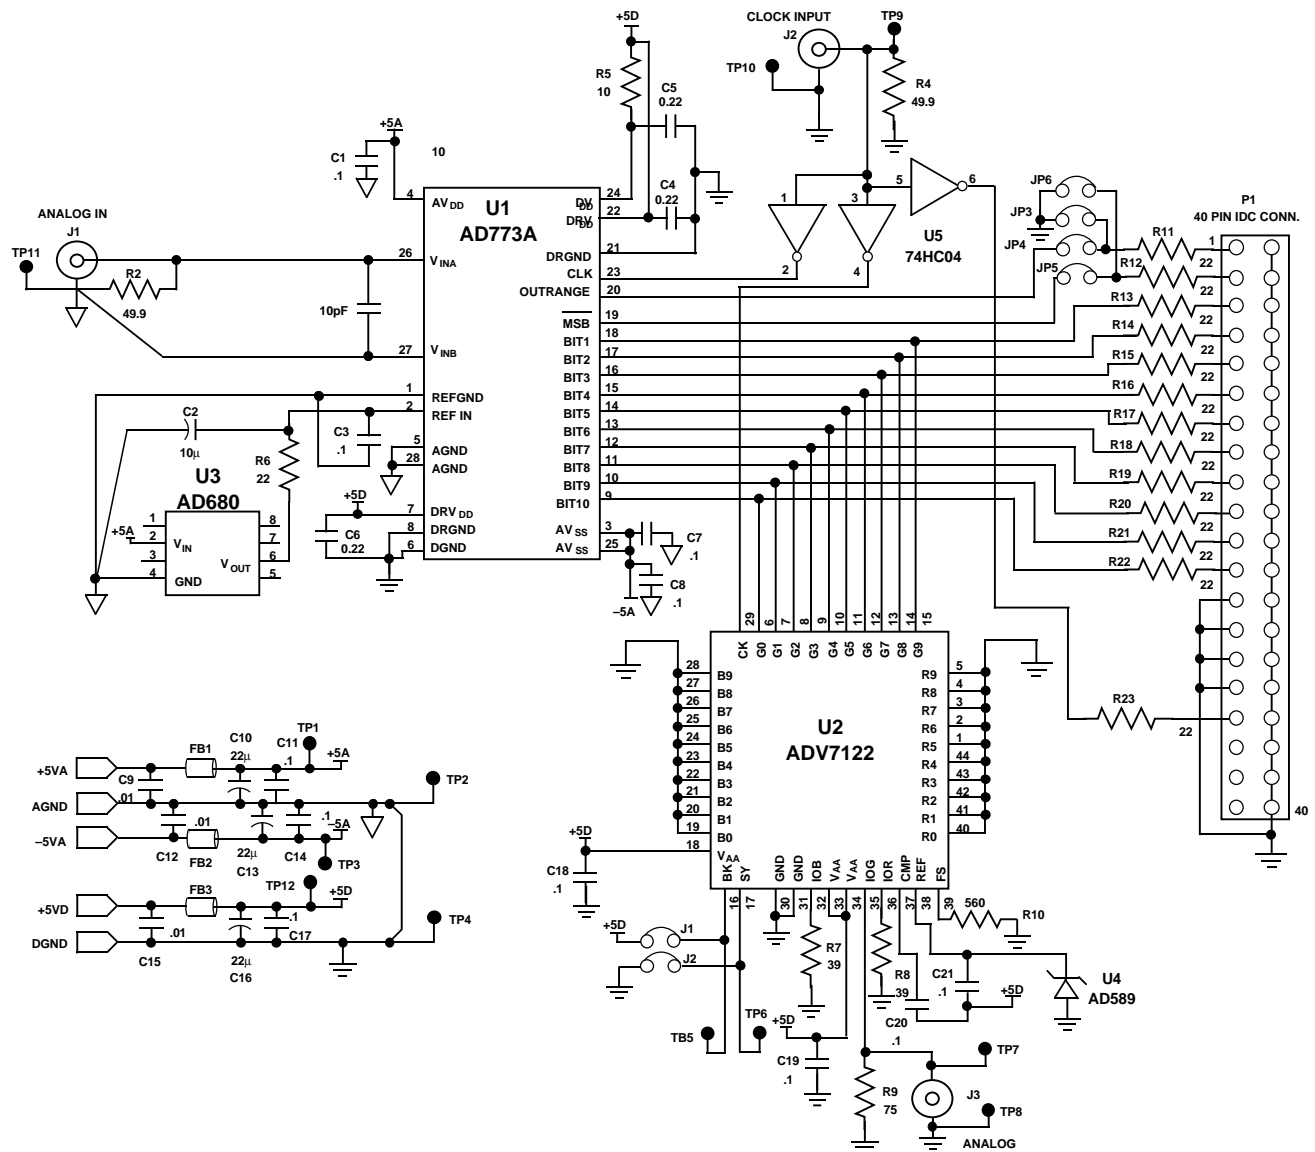 +5D
CLOCK INPUT
TP9
J2
TP10
R5
10
C5
0.22
R4
49.9
+5A
10
C1
.1
C4
0.22
4
AV DD
U1
AD773A
24
DV DD
22
DRV DD
21
DRGND
23
CLK
20
OUTRANGE
1
3
5
6
2
4
U5
74HC04
JP6
JP3
JP4
JP5
P1
40 PIN IDC CONN.
1
ANALOG IN
J1
TP11
R2
49.9
10pF
26
V INA
27
V INB
1
REFGND
2
REF IN
5
AGND
28
AGND
7
DRV DD
8
DRGND
6
DGND
19
MSB
18
BIT1
17
BIT2
16
BIT3
15
BIT4
14
BIT5
13
BIT6
12
BIT7
11
BIT8
10
BIT9
9
BIT10
3
AV SS
25
AV SS
R11
22
R12
22
R13
22
R14
22
R15
22
R16
22
R17
22
R18
22
R19
22
R20
22
R21
22
R22
22
R23
22
40
C2
10µ
C3
.1
R6
22
U3
AD680
+5A
1
2
3
4
V IN
GND
V OUT
8
7
6
5
+5D
C6
0.22
C7
.1
C8
.1
–5A
29
6
7
8
9
10
11
12
13
14
15
CK
G0
G1
G2
G3
G4
G5
G6
G7
G8
G9
28
B9
27
B8
26
B7
25
B6
24
B5
23
B4
22
B3
21
B2
20
B1
19
B0
18
VAA
U2
ADV7122
R9
5
R8
4
R7
3
R6
2
R5
1
R4
44
R3
43
R2
42
R1
41
R0
40
BK
SY
GND
GND
IOB
VAA
VAA
IOG
IOR
CMP
REF
FS
16
17
30
31
32
33
34
35
36
37
38
39
+5VA
C9
.01
FB1
C10
22µ
C11
.1
TP1
+5A
TP2
AGND
–5VA
C12
.01
FB2
22µ
C13
C14
.1
–5A
TP3
+5VD
C15
.01
FB3
22µ
C16
.1
C17
TP12
+5D
TP4
DGND
+5D
C18
.1
+5D
J1
J2
TB5
TP6
R7
39
R8
39
560
R10
C21
.1
+5D
C20
.1
U4
AD589
+5D
C19
.1
R9
75
TP7
J3
TP8
ANALOG